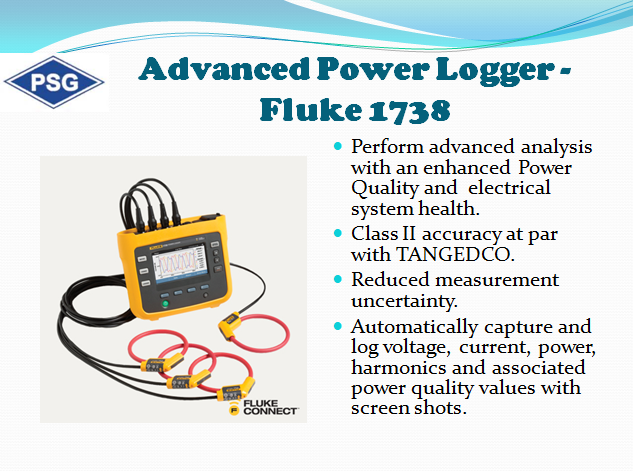 PSG
Advanced Power Logger -
Fluke 1738
Perform advanced analysis
with an enhanced Power
Quality and electrical
system health.
Class II accuracy at par
with TANGEDCO.
Reduced measurement
uncertainty.
Automatically capture and
log voltage, current, power,
harmonics and associated
power quality values with
screen shots.
FLUKE
CONNECT